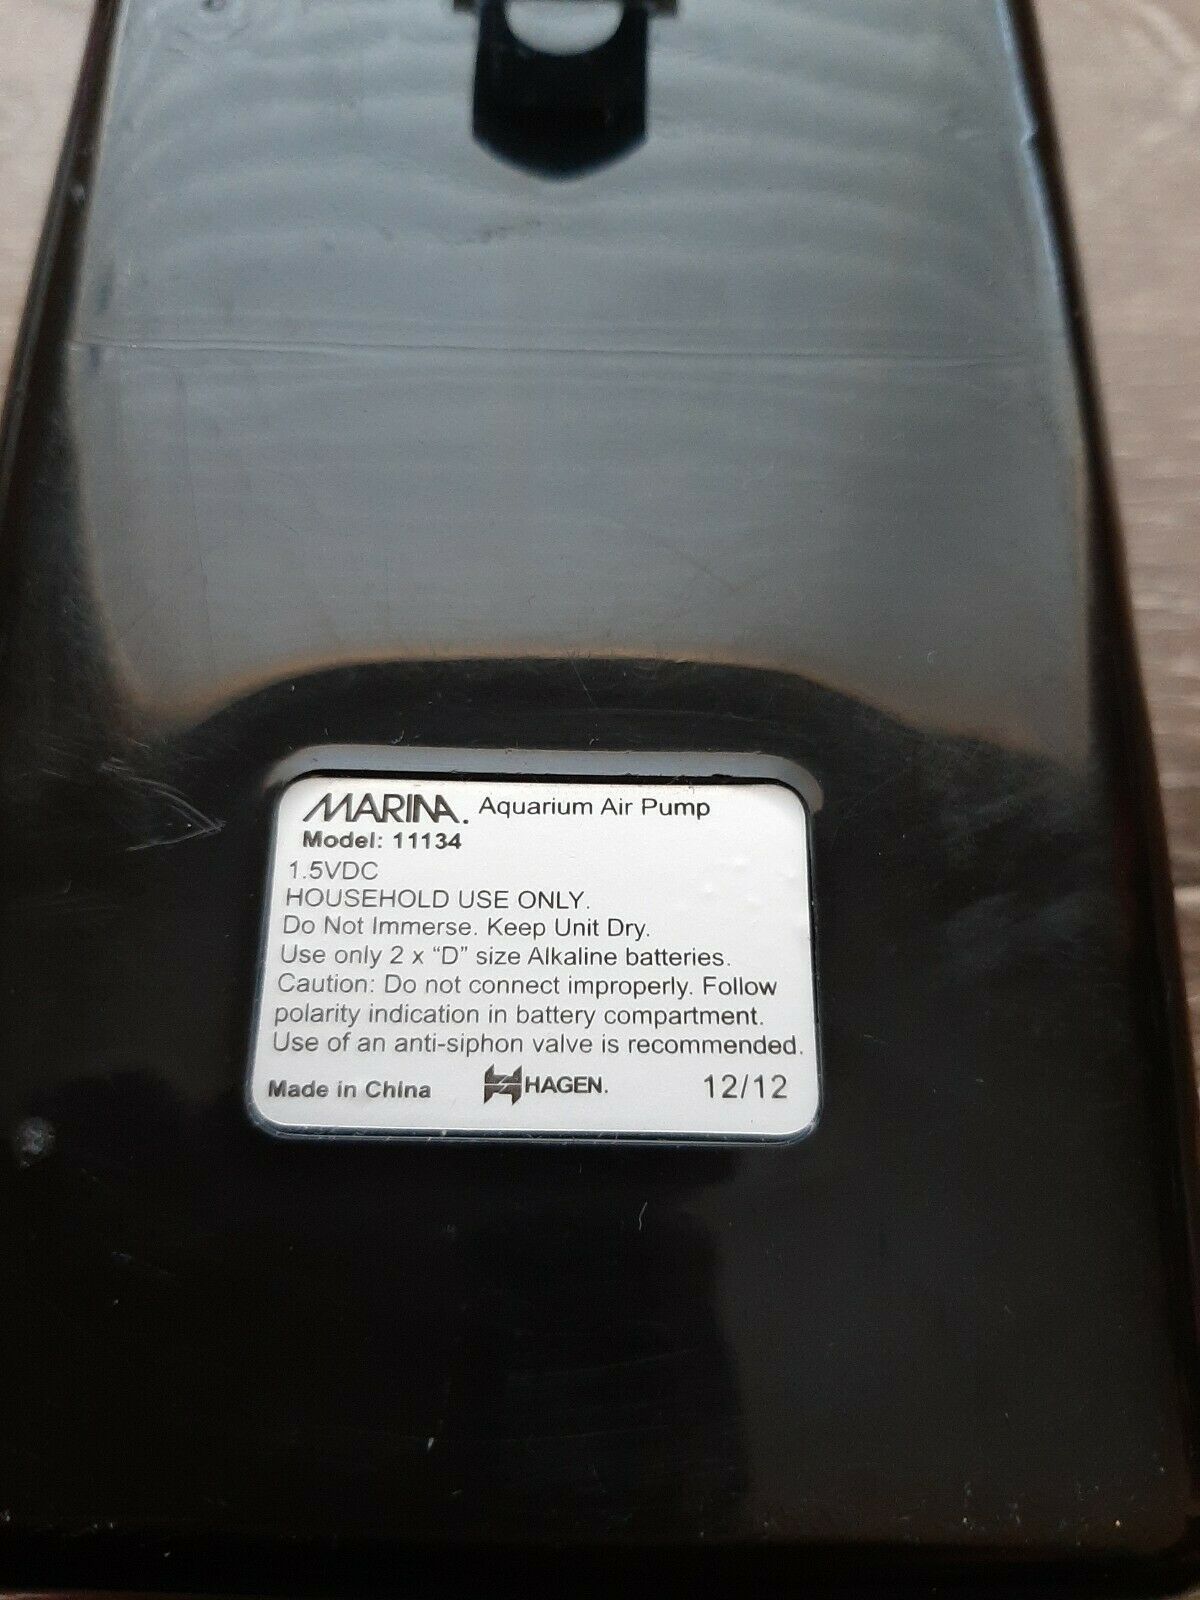 MARINA. Aquarium Air Pump
Model: 11134
1.5VDC
HOUSEHOLD USE ONLY.
Do Not Immerse. Keep Unit Dry.
Use only 2 x “D” size Alkaline batteries.
Caution: Do not connect improperly. Follow
polarity indication in battery compartment.
Use of an anti-siphon valve is recommended.
Made in China HAGEN. 12/12